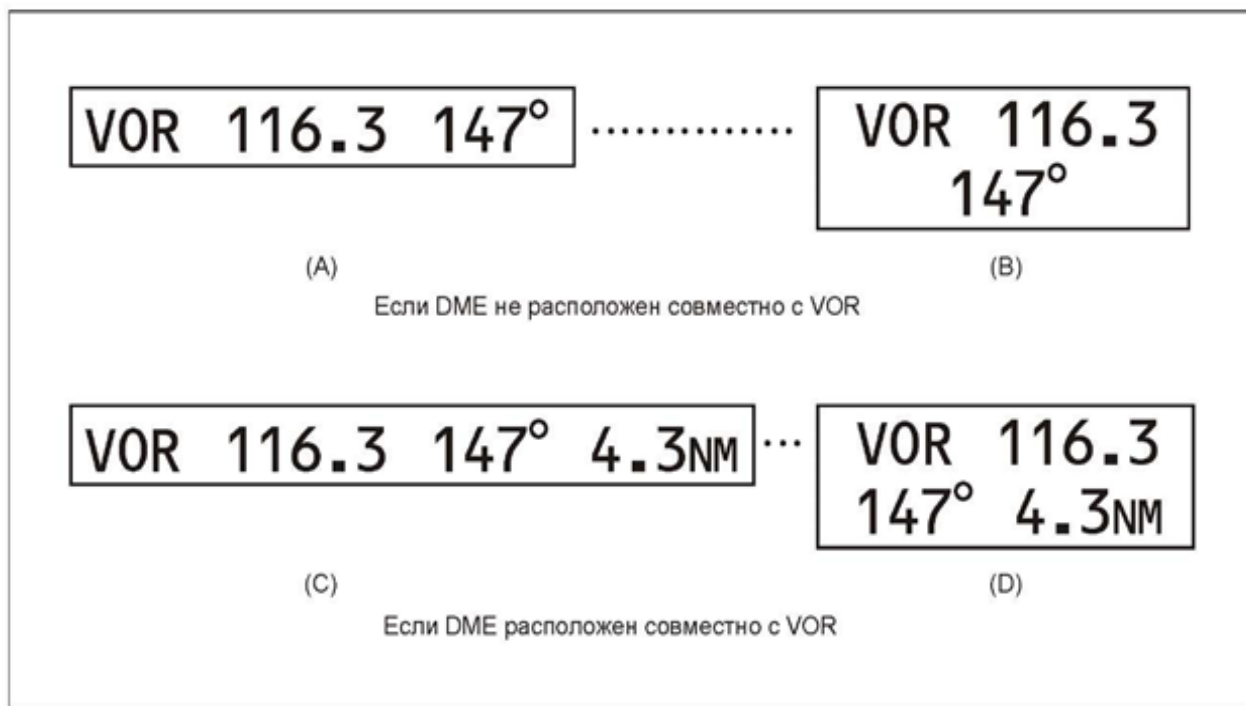 VOR 116.3 147°
VOR 116.3
147°
(A)
(B)
Если DME не расположен совместно с VOR
VOR 116.3 147° 4.3NM
VOR 116.3
147° 4.3NM
(C)
(D)
Если DME расположен совместно с VOR